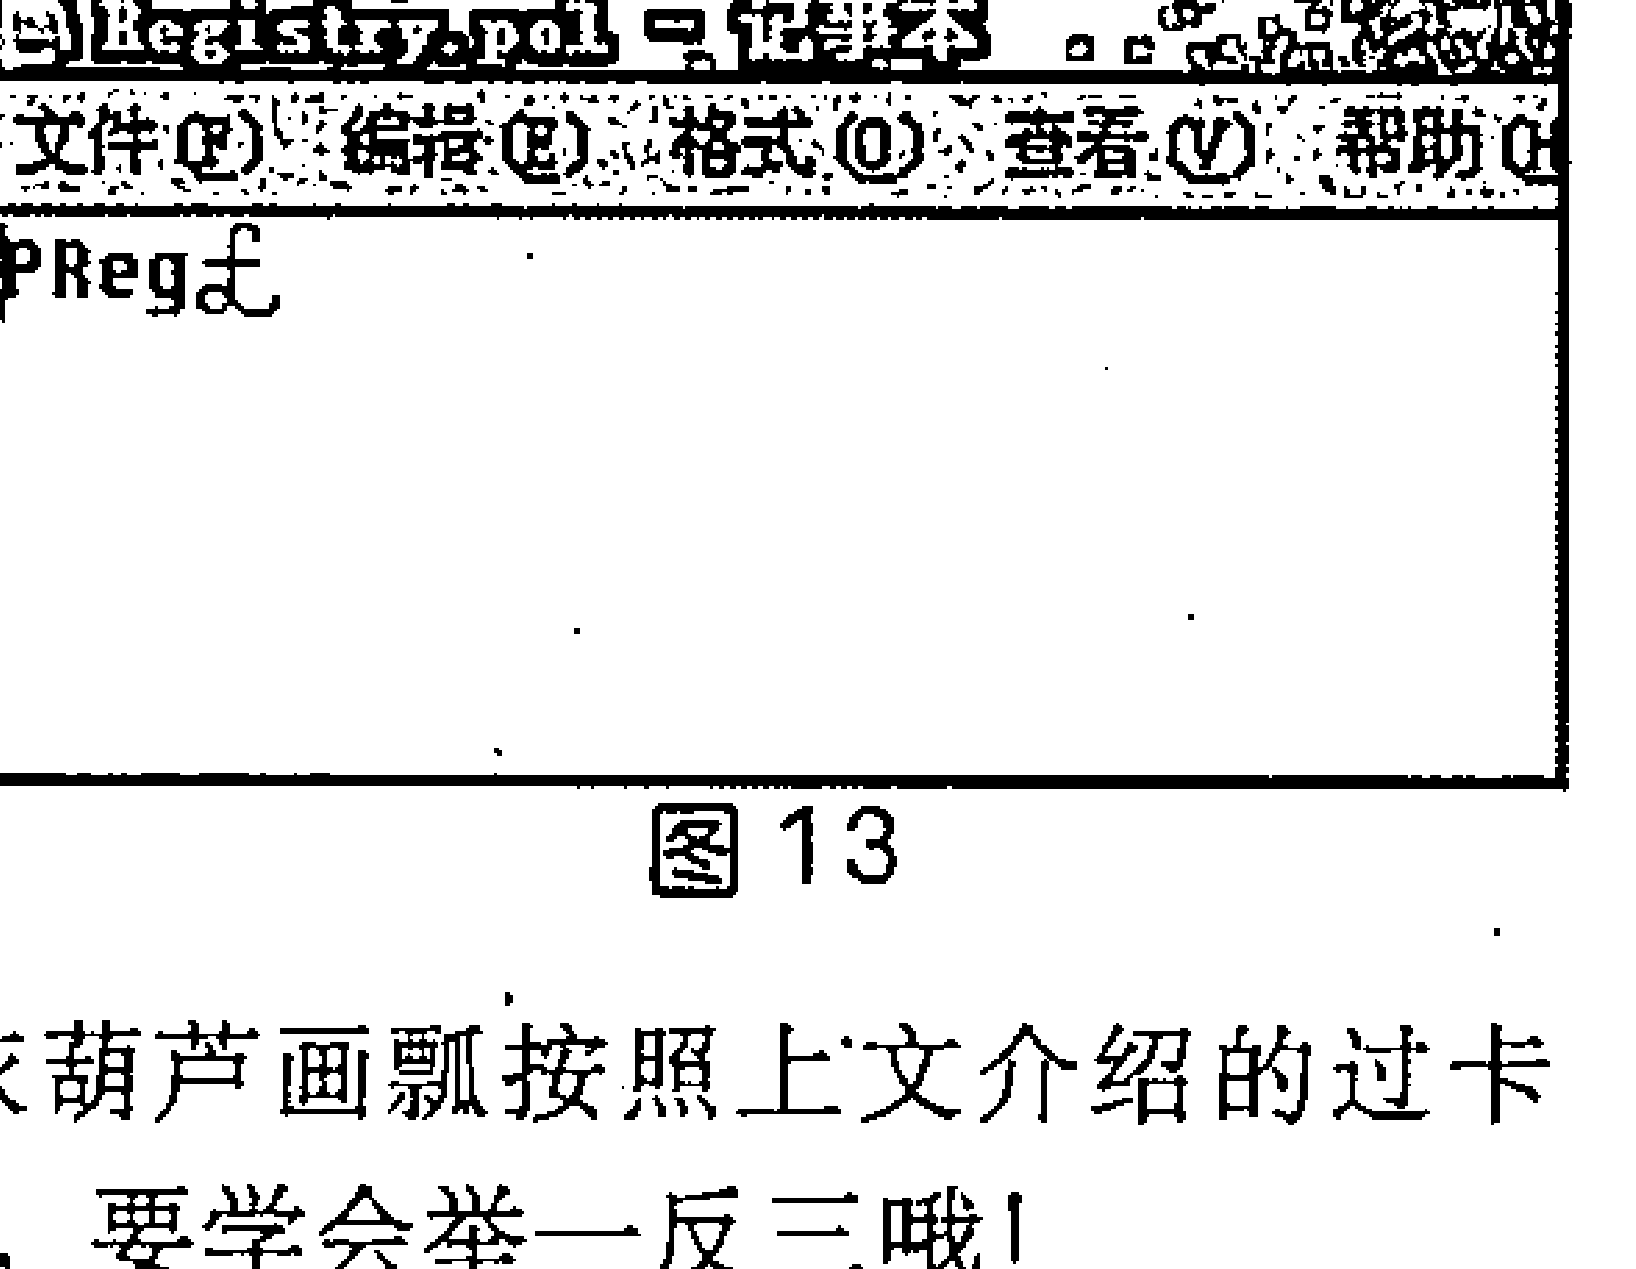 Registry.pol - 记事本 ..
文件(F) 编辑(E) 格式(O) 查看(V) 帮助(H
PReg
图 13
葫芦画瓢按照上文介绍的过卡
要学会举一反三哦!